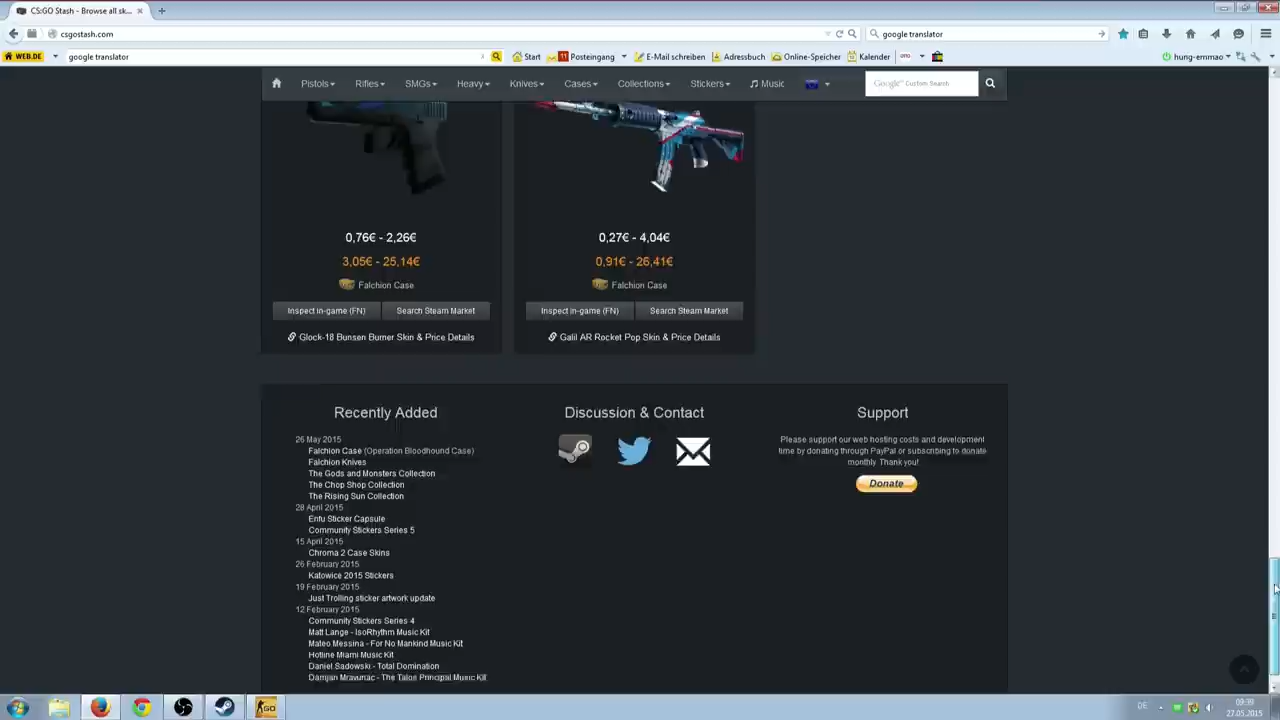 CS:GO Stash - Browse all sk...
csgostash.com
google translator
WEB.DE
google translator
Start
11
Posteingang
E-Mail schreiben
Adressbuch
Online-Speicher
Kalender
hung-emmao
Pistols
Rifles
SMGs
Heavy
Knives
Cases
Collections
Stickers
Music
Google Custom Search
0,76€ - 2,26€
3,05€ - 25,14€
Falchion Case
Inspect in-game (FN)
Search Steam Market
Glock-18 Bunsen Burner Skin & Price Details
0,27€ - 4,04€
0,91€ - 26,41€
Falchion Case
Inspect in-game (FN)
Search Steam Market
Galil AR Rocket Pop Skin & Price Details
Recently Added
26 May 2015
Falchion Case (Operation Bloodhound Case)
Falchion Knives
The Gods and Monsters Collection
The Chop Shop Collection
The Rising Sun Collection
28 April 2015
Enfu Sticker Capsule
Community Stickers Series 5
15 April 2015
Chroma 2 Case Skins
26 February 2015
Katowice 2015 Stickers
19 February 2015
Just Trolling sticker artwork update
12 February 2015
Community Stickers Series 4
Matt Lange - IsoRhythm Music Kit
Mateo Messina - For No Mankind Music Kit
Hotline Miami Music Kit
Daniel Sadowski - Total Domination
Damjan Mravunac - The Talos Principal Music Kit
Discussion & Contact
Support
Please support our web hosting costs and development
time by donating through PayPal or subscribing to donate
monthly. Thank you!
Donate
GO
DE
09:39
27.05.2015